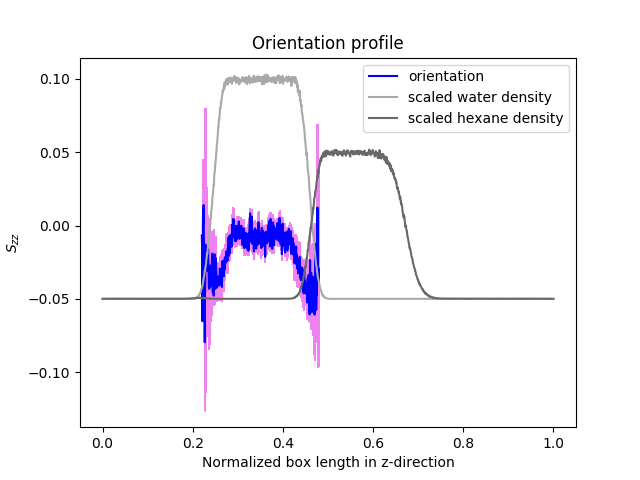 Orientation profile
orientation
scaled water density
scaled hexane density
0.10
0.05
0.00
−0.05
−0.10
S_zz
0.0
0.2
0.4
0.6
0.8
1.0
Normalized box length in z-direction